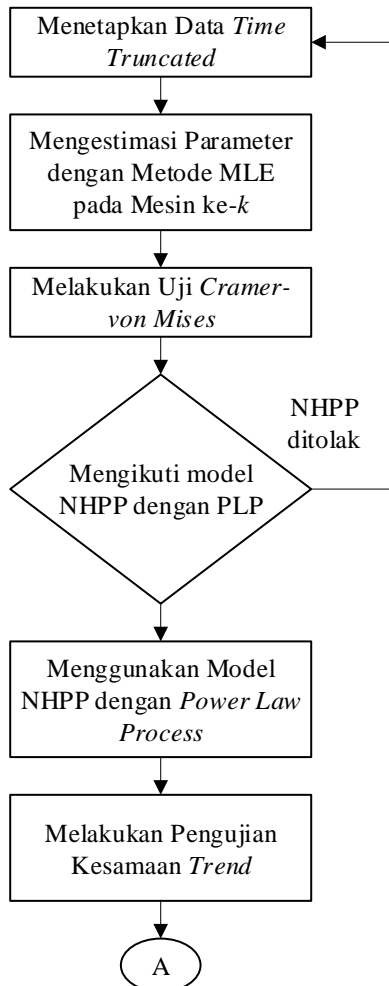 Menetapkan Data Time
Truncated
Mengestimasi Parameter
dengan Metode MLE
pada Mesin ke-k
Melakukan Uji Cramer-
von Mises
NHPP
ditolak
Mengikuti model
NHPP dengan PLP
Menggunakan Model
NHPP dengan Power Law
Process
Melakukan Pengujian
Kesamaan Trend
A